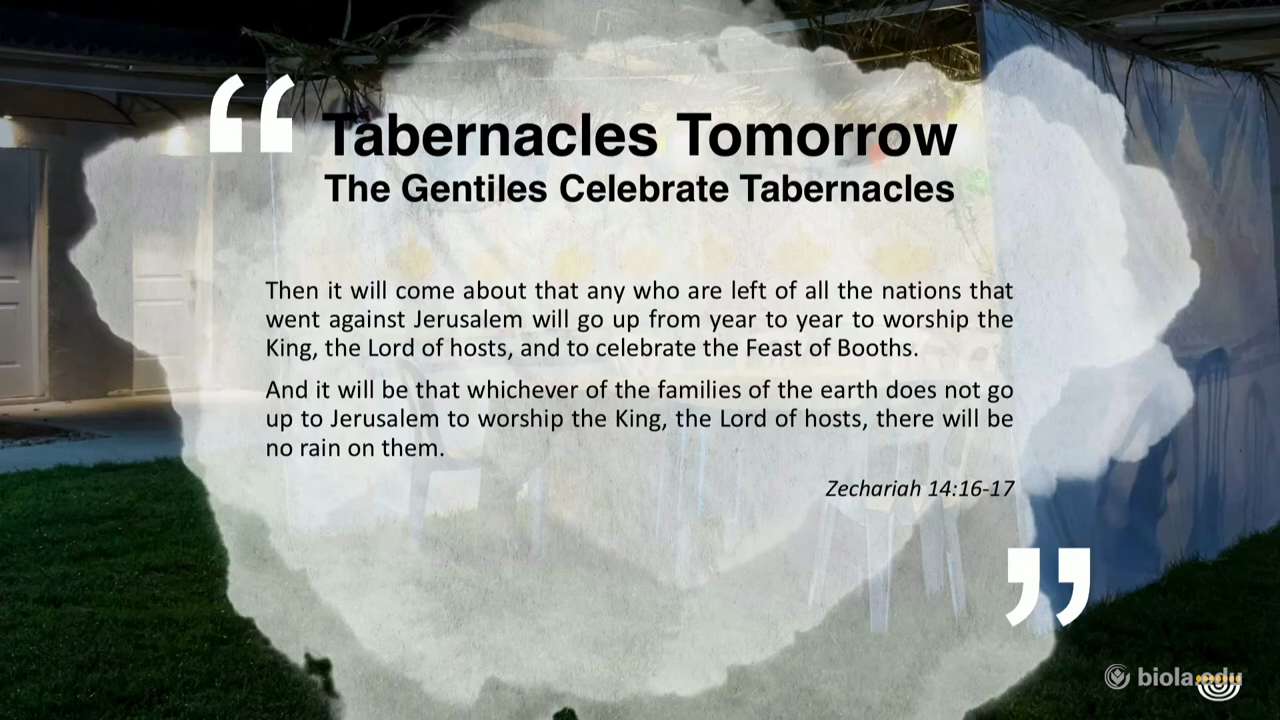 “
Tabernacles Tomorrow
The Gentiles Celebrate Tabernacles
Then it will come about that any who are left of all the nations that
went against Jerusalem will go up from year to year to worship the
King, the Lord of hosts, and to celebrate the Feast of Booths.
And it will be that whichever of the families of the earth does not go
up to Jerusalem to worship the King, the Lord of hosts, there will be
no rain on them.
Zechariah 14:16-17
”
biola.edu